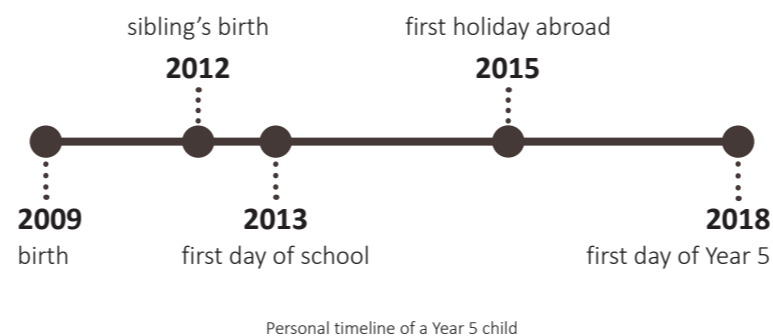 sibling’s birth
2012
first holiday abroad
2015
2009
birth
2013
first day of school
2018
first day of Year 5
Personal timeline of a Year 5 child